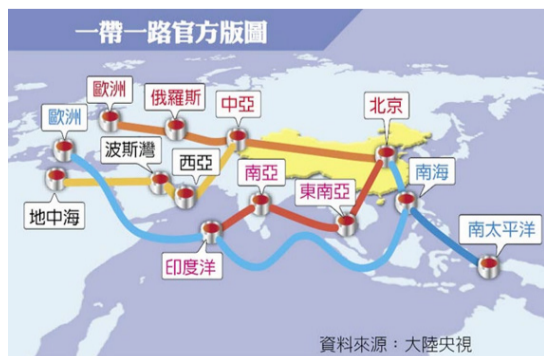 一帶一路官方版圖
歐洲
俄羅斯
中亞
北京
歐洲
波斯灣
西亞
南亞
東南亞
南海
地中海
印度洋
南太平洋
資料來源：大陸央視